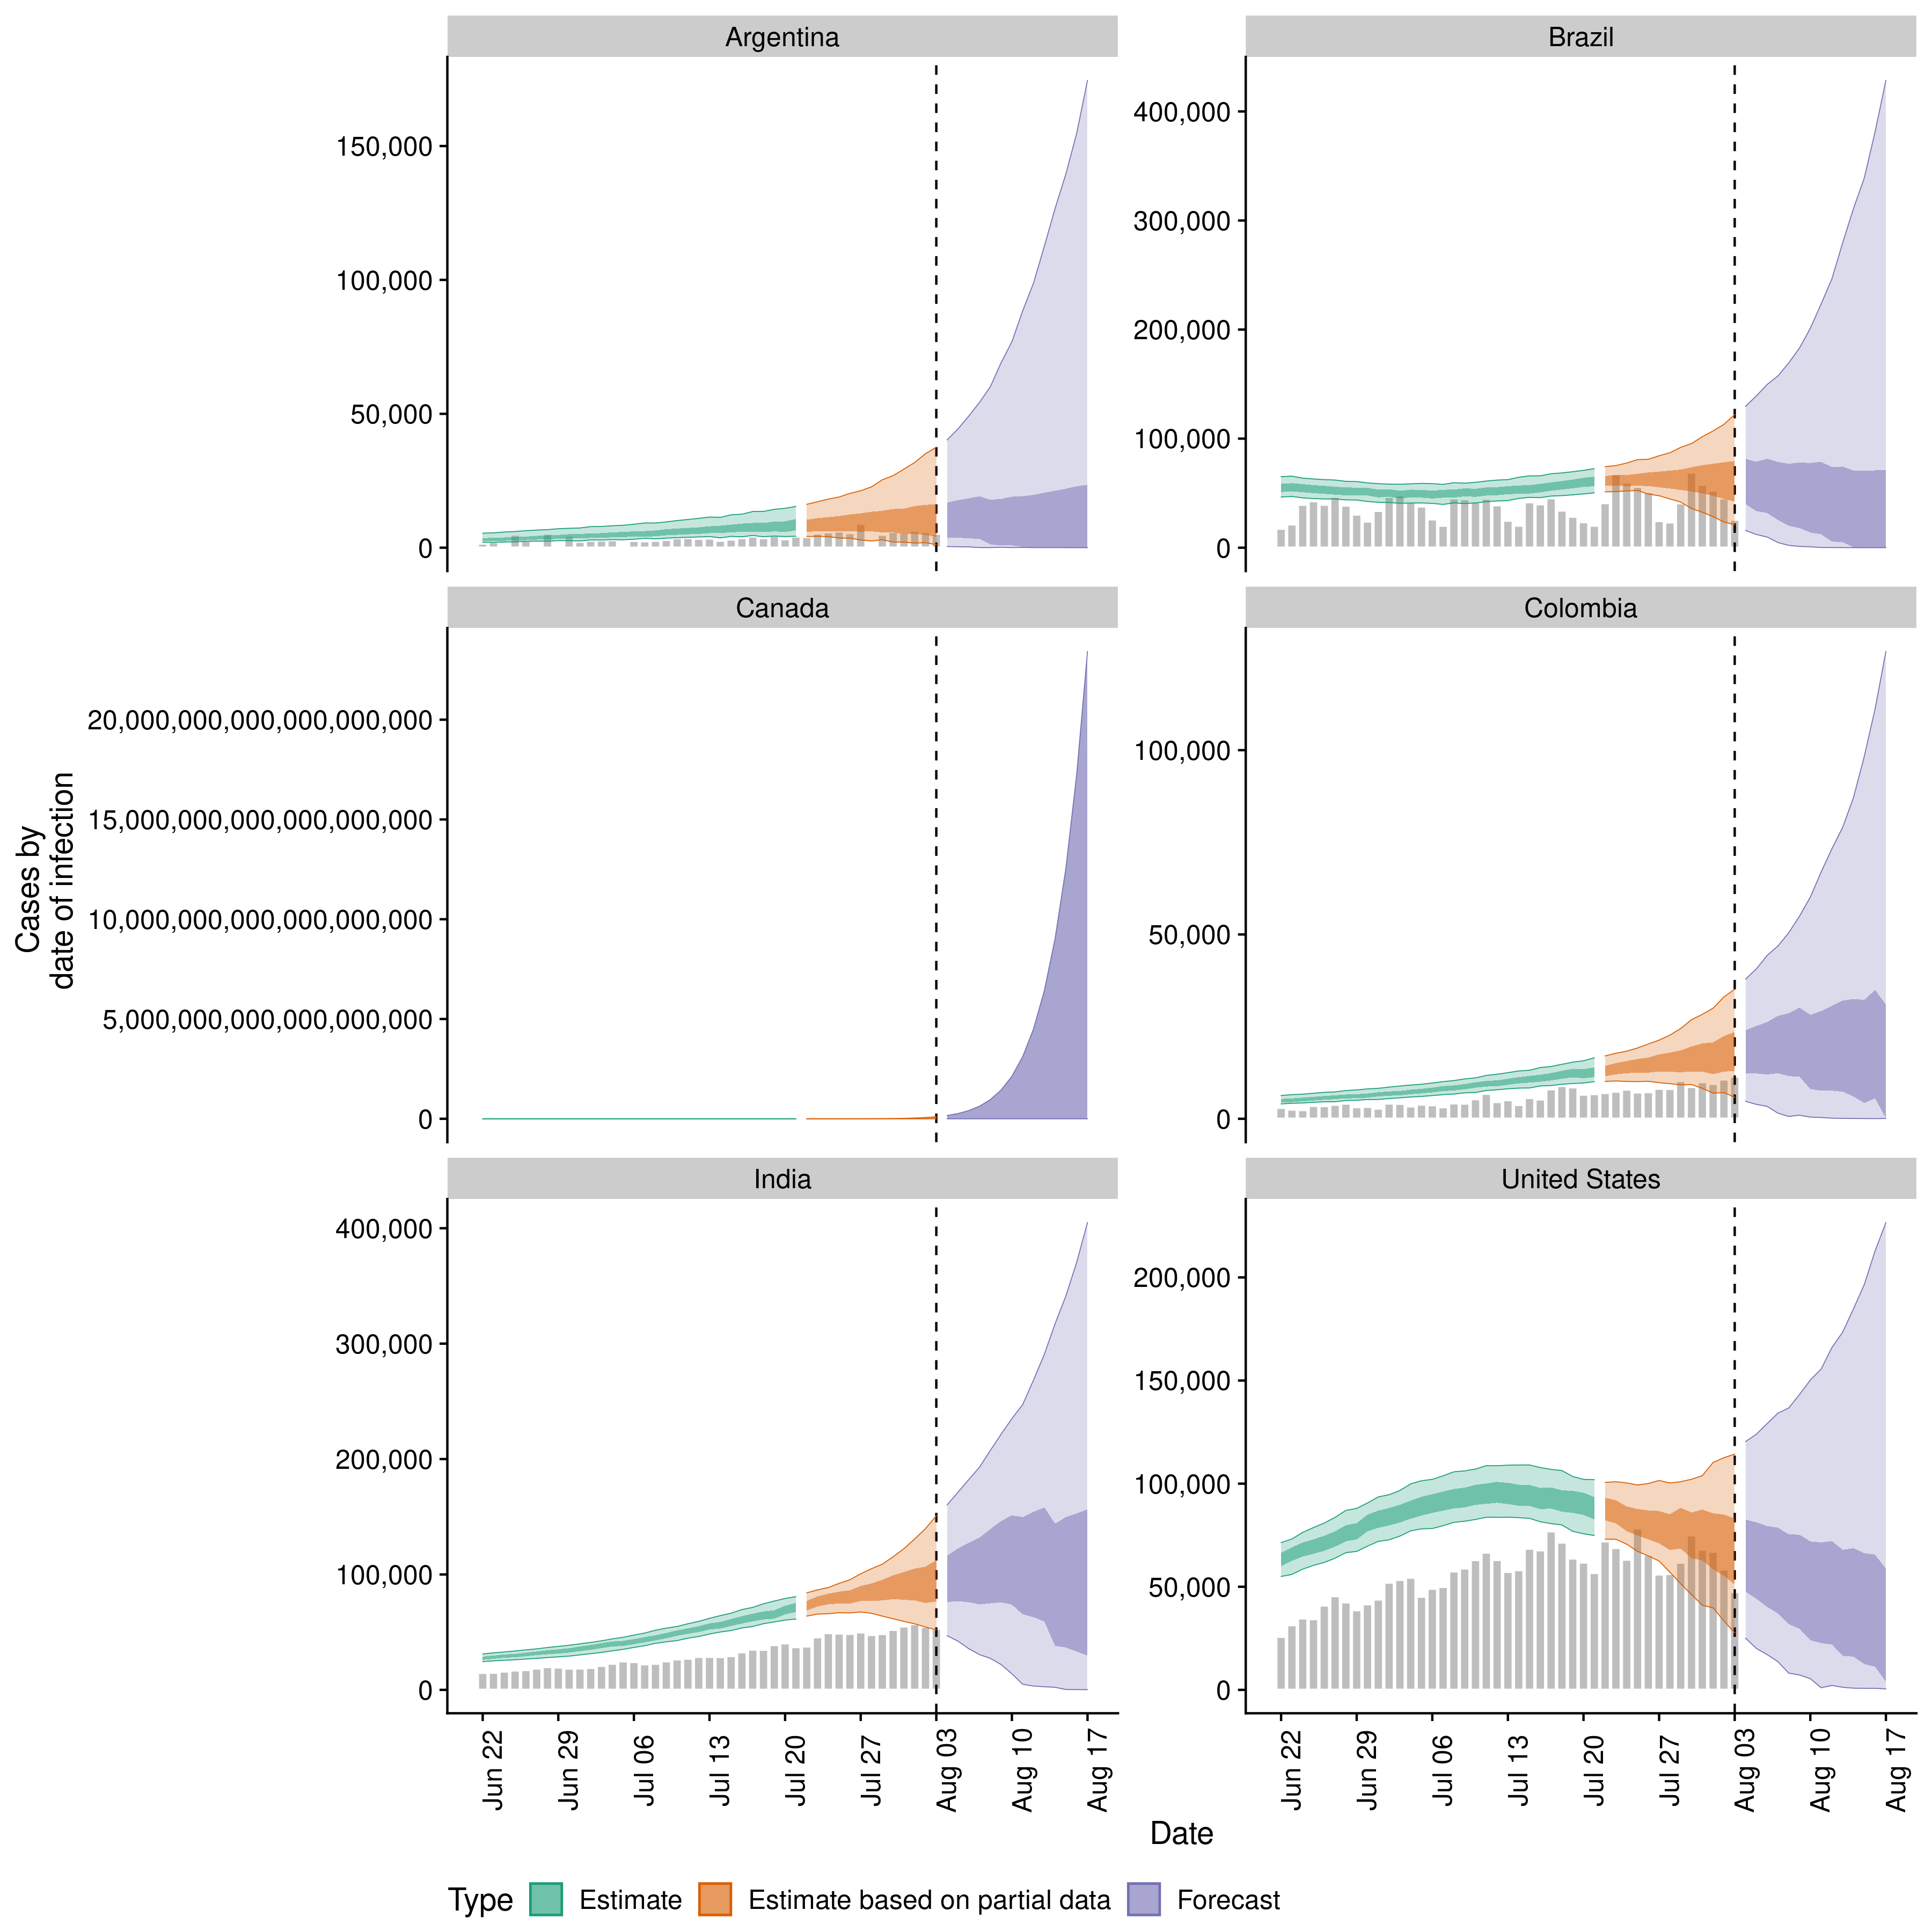 Argentina
Brazil
150,000
100,000
50,000
0
400,000
300,000
200,000
100,000
0
Canada
Colombia
20,000,000,000,000,000,000
15,000,000,000,000,000,000
10,000,000,000,000,000,000
5,000,000,000,000,000,000
0
100,000
50,000
0
Cases by
date of infection
India
United States
400,000
300,000
200,000
100,000
0
200,000
150,000
100,000
50,000
0
Jun 22
Jun 29
Jul 06
Jul 13
Jul 20
Jul 27
Aug 03
Aug 10
Aug 17
Jun 22
Jun 29
Jul 06
Jul 13
Jul 20
Jul 27
Aug 03
Aug 10
Aug 17
Date
Type Estimate Estimate based on partial data Forecast